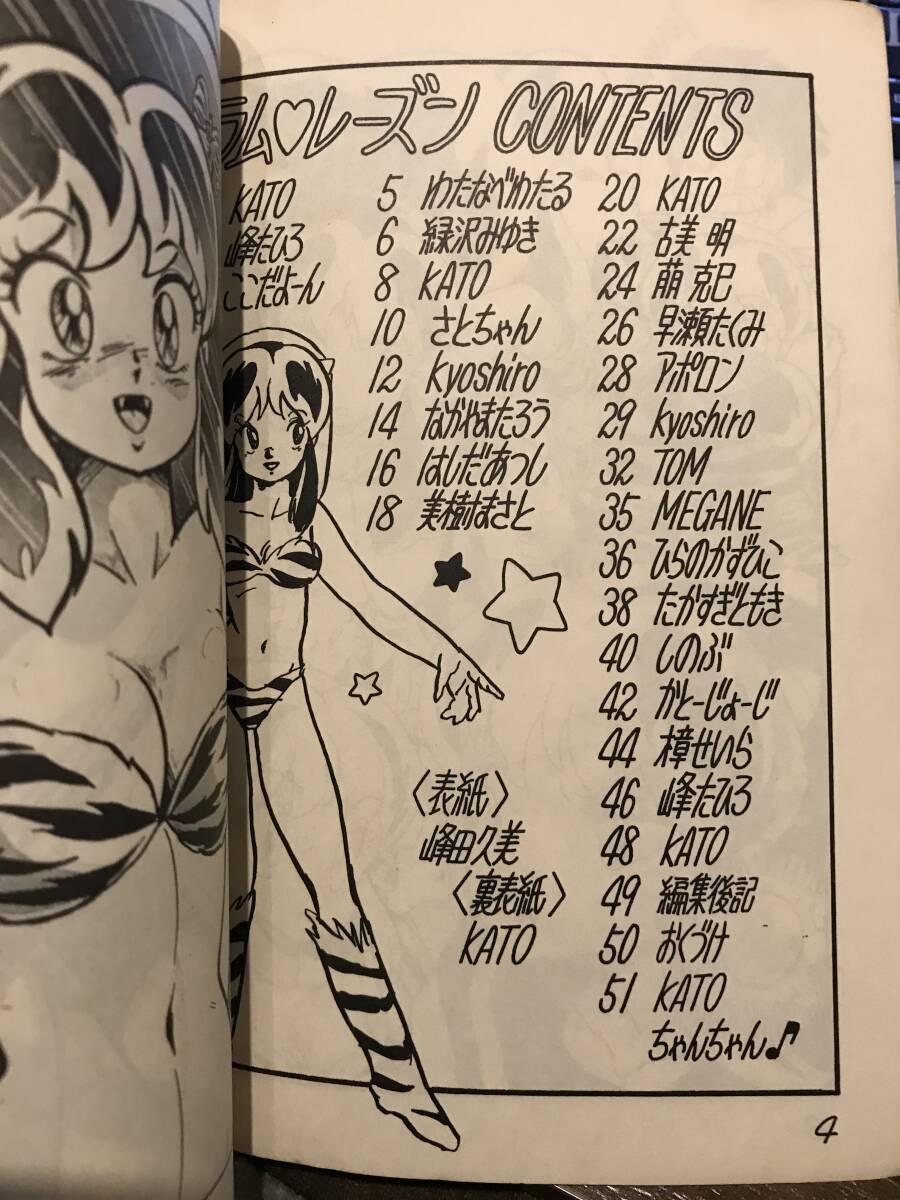 ラム♡レーズン CONTENTS
KATO
峰たひろ
ここだよーん
5 わたなべわたる
6 緑沢みゆき
8 KATO
10 さとちゃん
12 kyoshiro
14 ながやまたろう
16 はしだあつし
18 美樹まさと
20 KATO
22 古美 明
24 萠 克巳
26 早瀬たくみ
28 アポロン
29 kyoshiro
32 TOM
35 MEGANE
36 ひらのかずひこ
38 たかすぎともき
40 しのぶ
42 かとーじょーじ
44 樟せいら
46 峰たひろ
48 KATO
49 編集後記
50 おくづけ
51 KATO
ちゃんちゃん♪
〈表紙〉
峰田久美
〈裏表紙〉
KATO
4